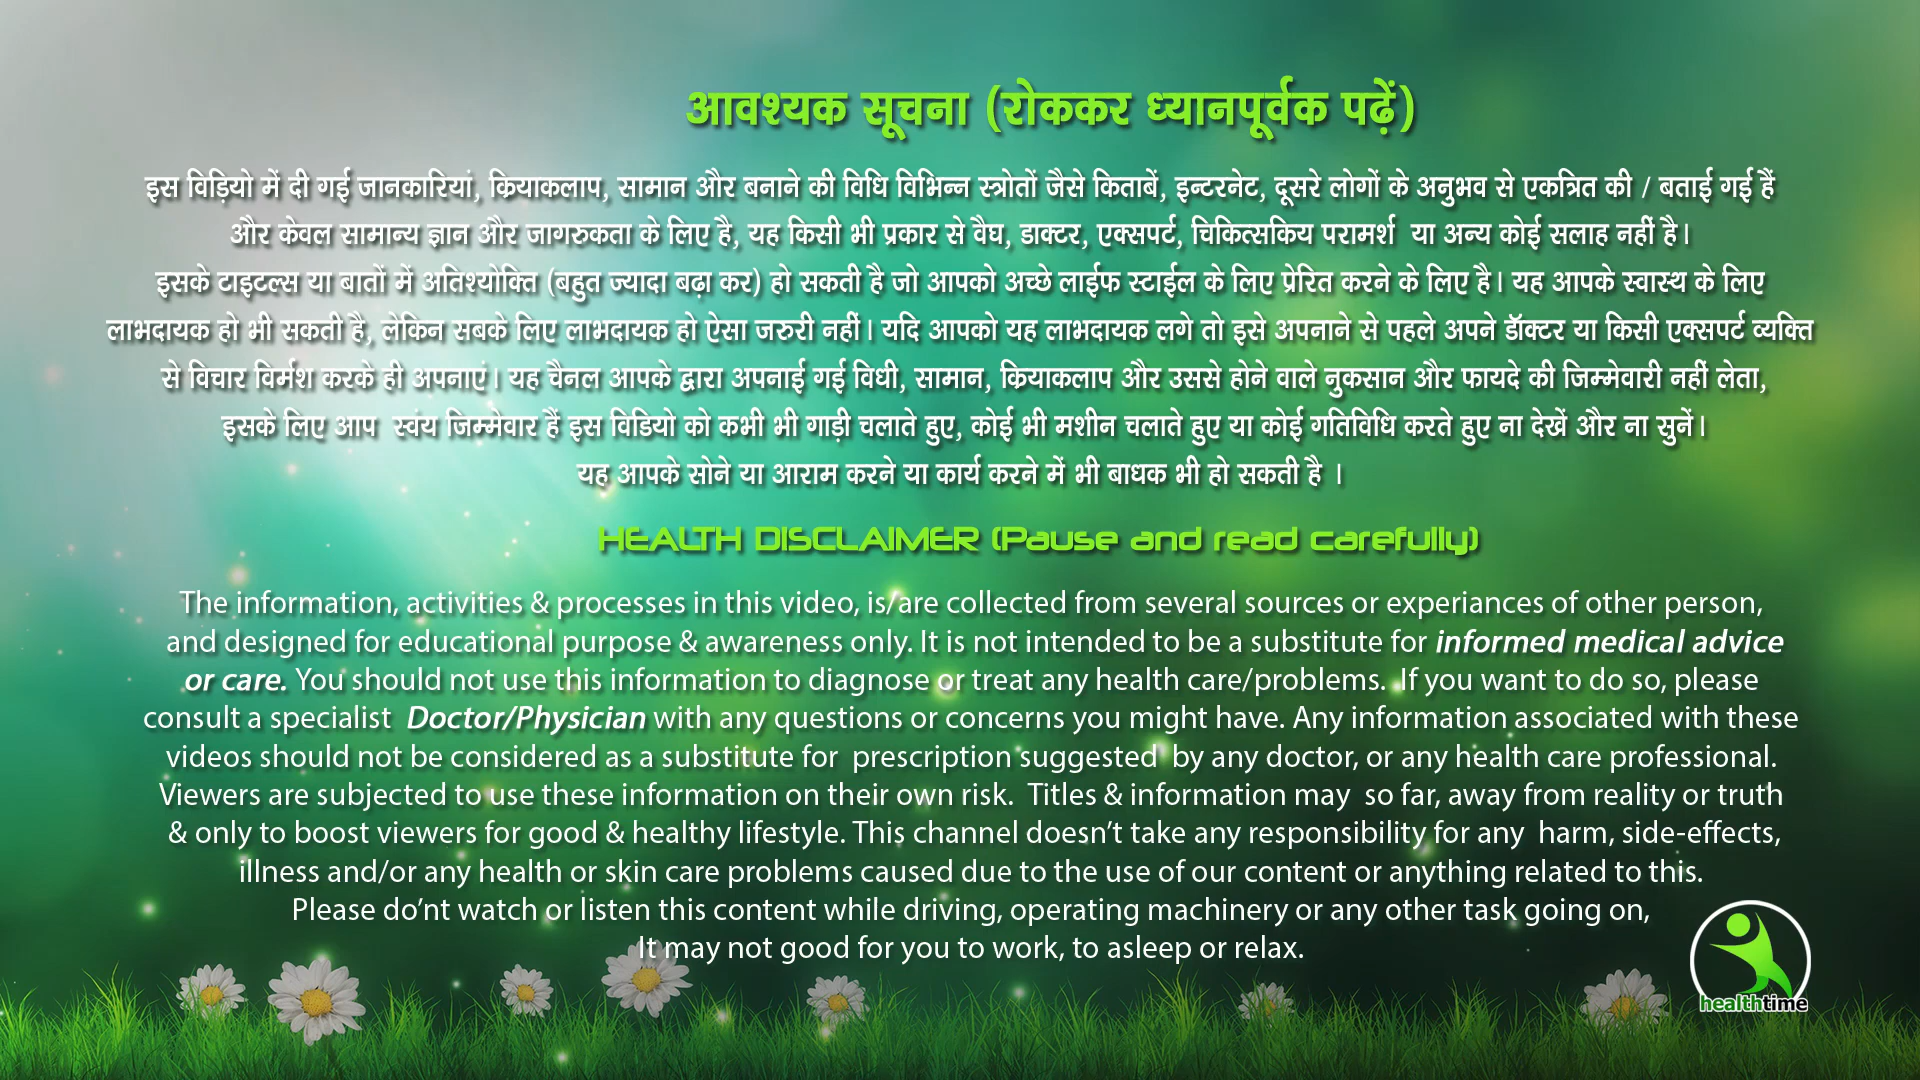 आवश्यक सूचना (रोककर ध्यानपूर्वक पढ़ें)
इस विड़ियो में दी गई जानकारियां, क्रियाकलाप, सामान और बनाने की विधि विभिन्न स्त्रोतों जैसे किताबें, इन्टरनेट, दूसरे लोगों के अनुभव से एकत्रित की / बताई गई हैं
और केवल सामान्य ज्ञान और जागरुकता के लिए है, यह किसी भी प्रकार से वैघ, डाक्टर, एक्सपर्ट, चिकित्सकिय परामर्श या अन्य कोई सलाह नहीं है।
इसके टाइटल्स या बातों में अतिश्योक्ति (बहुत ज्यादा बढ़ा कर) हो सकती है जो आपको अच्छे लाईफ स्टाईल के लिए प्रेरित करने के लिए है। यह आपके स्वास्थ के लिए
लाभदायक हो भी सकती है, लेकिन सबके लिए लाभदायक हो ऐसा जरुरी नहीं। यदि आपको यह लाभदायक लगे तो इसे अपनाने से पहले अपने डॉक्टर या किसी एक्सपर्ट व्यक्ति
से विचार विर्मश करके ही अपनाएं। यह चैनल आपके द्वारा अपनाई गई विधी, सामान, क्रियाकलाप और उससे होने वाले नुकसान और फायदे की जिम्मेवारी नहीं लेता,
इसके लिए आप स्वंय जिम्मेवार हैं इस विडियो को कभी भी गाड़ी चलाते हुए, कोई भी मशीन चलाते हुए या कोई गतिविधि करते हुए ना देखें और ना सुनें।
यह आपके सोने या आराम करने या कार्य करने में भी बाधक भी हो सकती है ।
HEALTH DISCLAIMER (Pause and read carefully)
The information, activities & processes in this video, is/are collected from several sources or experiances of other person,
and designed for educational purpose & awareness only. It is not intended to be a substitute for informed medical advice
or care. You should not use this information to diagnose or treat any health care/problems. If you want to do so, please
consult a specialist Doctor/Physician with any questions or concerns you might have. Any information associated with these
videos should not be considered as a substitute for prescription suggested by any doctor, or any health care professional.
Viewers are subjected to use these information on their own risk. Titles & information may so far, away from reality or truth
& only to boost viewers for good & healthy lifestyle. This channel doesn't take any responsibility for any harm, side-effects,
illness and/or any health or skin care problems caused due to the use of our content or anything related to this.
Please do'nt watch or listen this content while driving, operating machinery or any other task going on,
It may not good for you to work, to asleep or relax.
healthtime